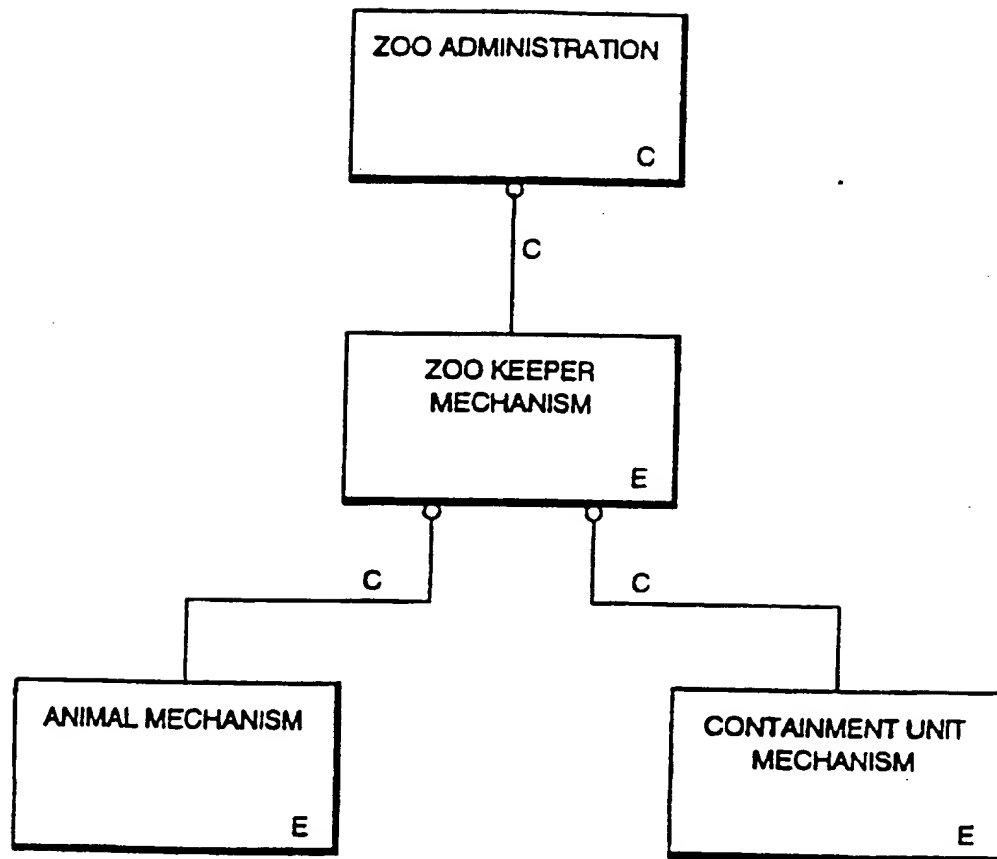 ZOO ADMINISTRATION
C
C
ZOO KEEPER
MECHANISM
E
C
C
ANIMAL MECHANISM
E
CONTAINMENT UNIT
MECHANISM
E